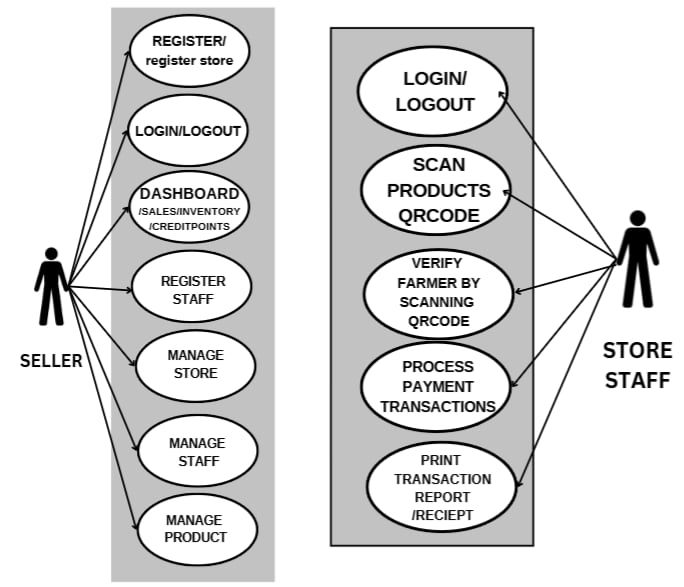 REGISTER/
register store
LOGIN/LOGOUT
DASHBOARD
/SALES/INVENTORY
/CREDITPOINTS
REGISTER
STAFF
MANAGE
STORE
MANAGE
STAFF
MANAGE
PRODUCT
SELLER
LOGIN/
LOGOUT
SCAN
PRODUCTS
QRCODE
VERIFY
FARMER BY
SCANNING
QRCODE
PROCESS
PAYMENT
TRANSACTIONS
PRINT
TRANSACTION
REPORT
/RECIEPT
STORE
STAFF